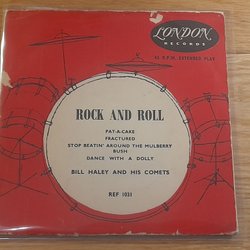 LONDON
RECORDS
45 R.P.M. EXTENDED PLAY
ROCK AND ROLL
PAT-A-CAKE
FRACTURED
STOP BEATIN' AROUND THE MULBERRY
BUSH
DANCE WITH A DOLLY
BILL HALEY AND HIS COMETS
REF 1031